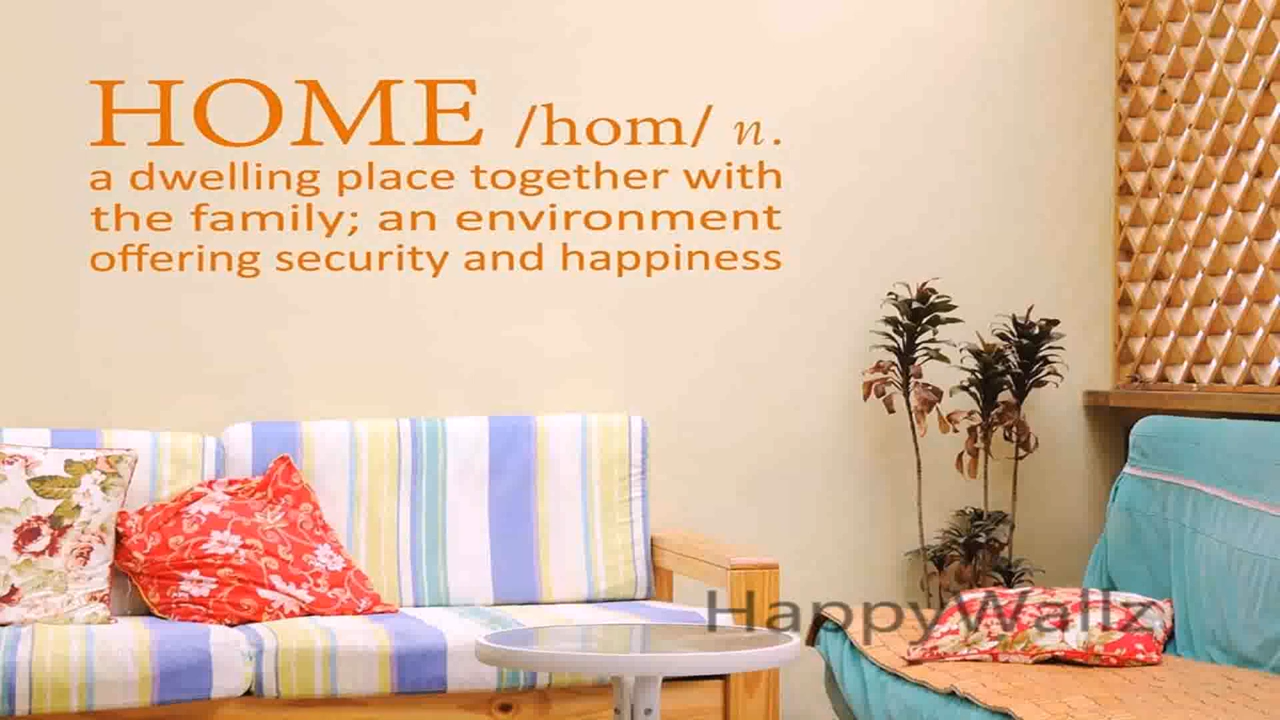 HOME /hom/ n.
a dwelling place together with
the family; an environment
offering security and happiness
HappyWallz